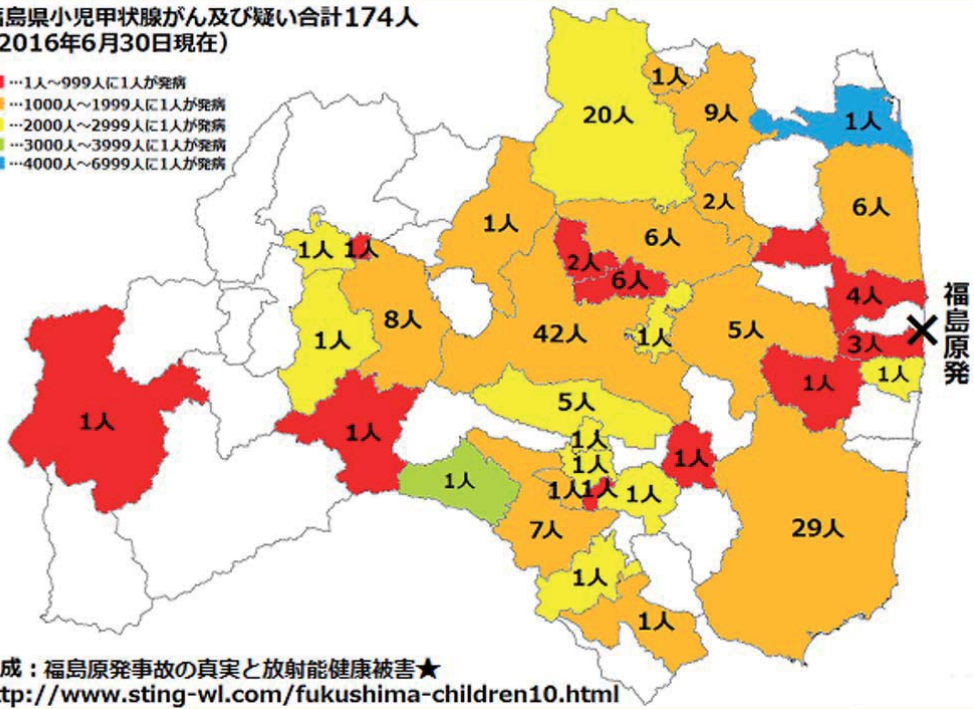 島県小児甲状腺がん及び疑い合計174人
2016年6月30日現在）
…1人～999人に1人が発病
…1000人～1999人に1人が発病
…2000人～2999人に1人が発病
…3000人～3999人に1人が発病
…4000人～6999人に1人が発病
1人
20人
9人
1人
2人
6人
1人
6人
1人
1人
2人
6人
4人
8人
42人
1人
5人
3人
1人
1人
1人
福島原発
5人
1人
1人
1人
1人
1人
1人
1人
1人
1人
7人
29人
1人
1人
成：福島原発事故の真実と放射能健康被害★
tp://www.sting-wl.com/fukushima-children10.html